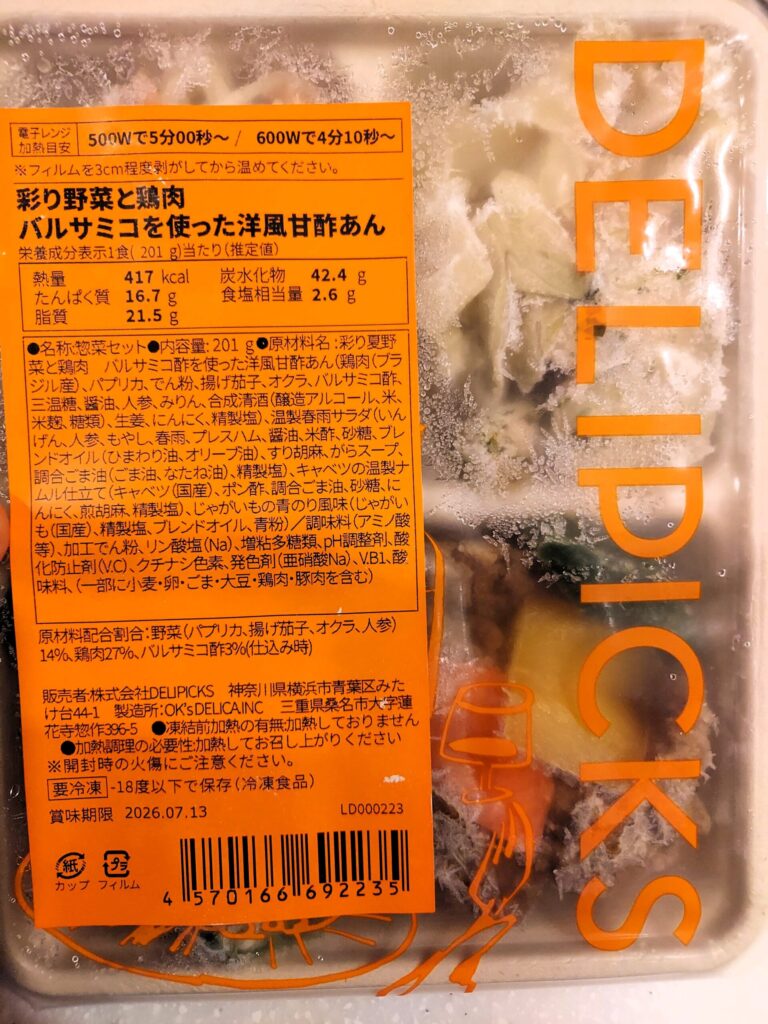 電子レンジ
加熱目安
500Wで5分00秒~ / 600Wで4分10秒~
※フィルムを3cm程度剥がしてから温めてください。
彩り野菜と鶏肉
バルサミコを使った洋風甘酢あん
栄養成分表示1食( 201 g)当たり(推定値)
熱量 417 kcal 炭水化物 42.4 g
たんぱく質 16.7 g 食塩相当量 2.6 g
脂質 21.5 g
●名称:惣菜セット●内容量:201 g●原材料名:彩り夏野
菜と鶏肉 バルサミコ酢を使った洋風甘酢あん(鶏肉(ブラ
ジル産)、パプリカ、でん粉、揚げ茄子、オクラ、バルサミコ酢、
三温糖、醤油、人参、みりん、合成清酒(醸造アルコール、米、
米麹、糖類)、生姜、にんにく、精製塩)、温製春雨サラダ(いん
げん、人参、もやし、春雨、プレスハム、醤油、米酢、砂糖、ブレ
ンドオイル(ひまわり油、オリーブ油)、すり胡麻、がらスープ、
調合ごま油(ごま油、なたね油)、精製塩)、キャベツの温製ナ
ムル仕立て(キャベツ(国産)、ポン酢、調合ごま油、砂糖、に
んにく、煎胡麻、精製塩)、じゃがいもの青のり風味(じゃがい
も(国産)、精製塩、ブレンドオイル、青粉)/調味料(アミノ酸
等)、加工でん粉、リン酸塩(Na)、増粘多糖類、pH調整剤、酸
化防止剤(V.C)、クチナシ色素、発色剤(亜硝酸Na)、V.B1、酸
味料、(一部に小麦・卵・ごま・大豆・鶏肉・豚肉を含む)
原材料配合割合:野菜(パプリカ、揚げ茄子、オクラ、人参)
14%、鶏肉27%、バルサミコ酢3%(仕込み時)
販売者:株式会社DELIPICKS 神奈川県横浜市青葉区みた
け台44-1 製造所:OK'sDELICA.INC 三重県桑名市大字蓮
花寺惣作396-5 ●凍結前加熱の有無:加熱しておりません
●加熱調理の必要性:加熱してお召し上がりください
※開封時の火傷にご注意ください。
要冷凍 -18度以下で保存(冷凍食品)
賞味期限 2026.07.13 LD000223
紙 プラ
カップ フィルム
4 570166 692235
DELIPICKS